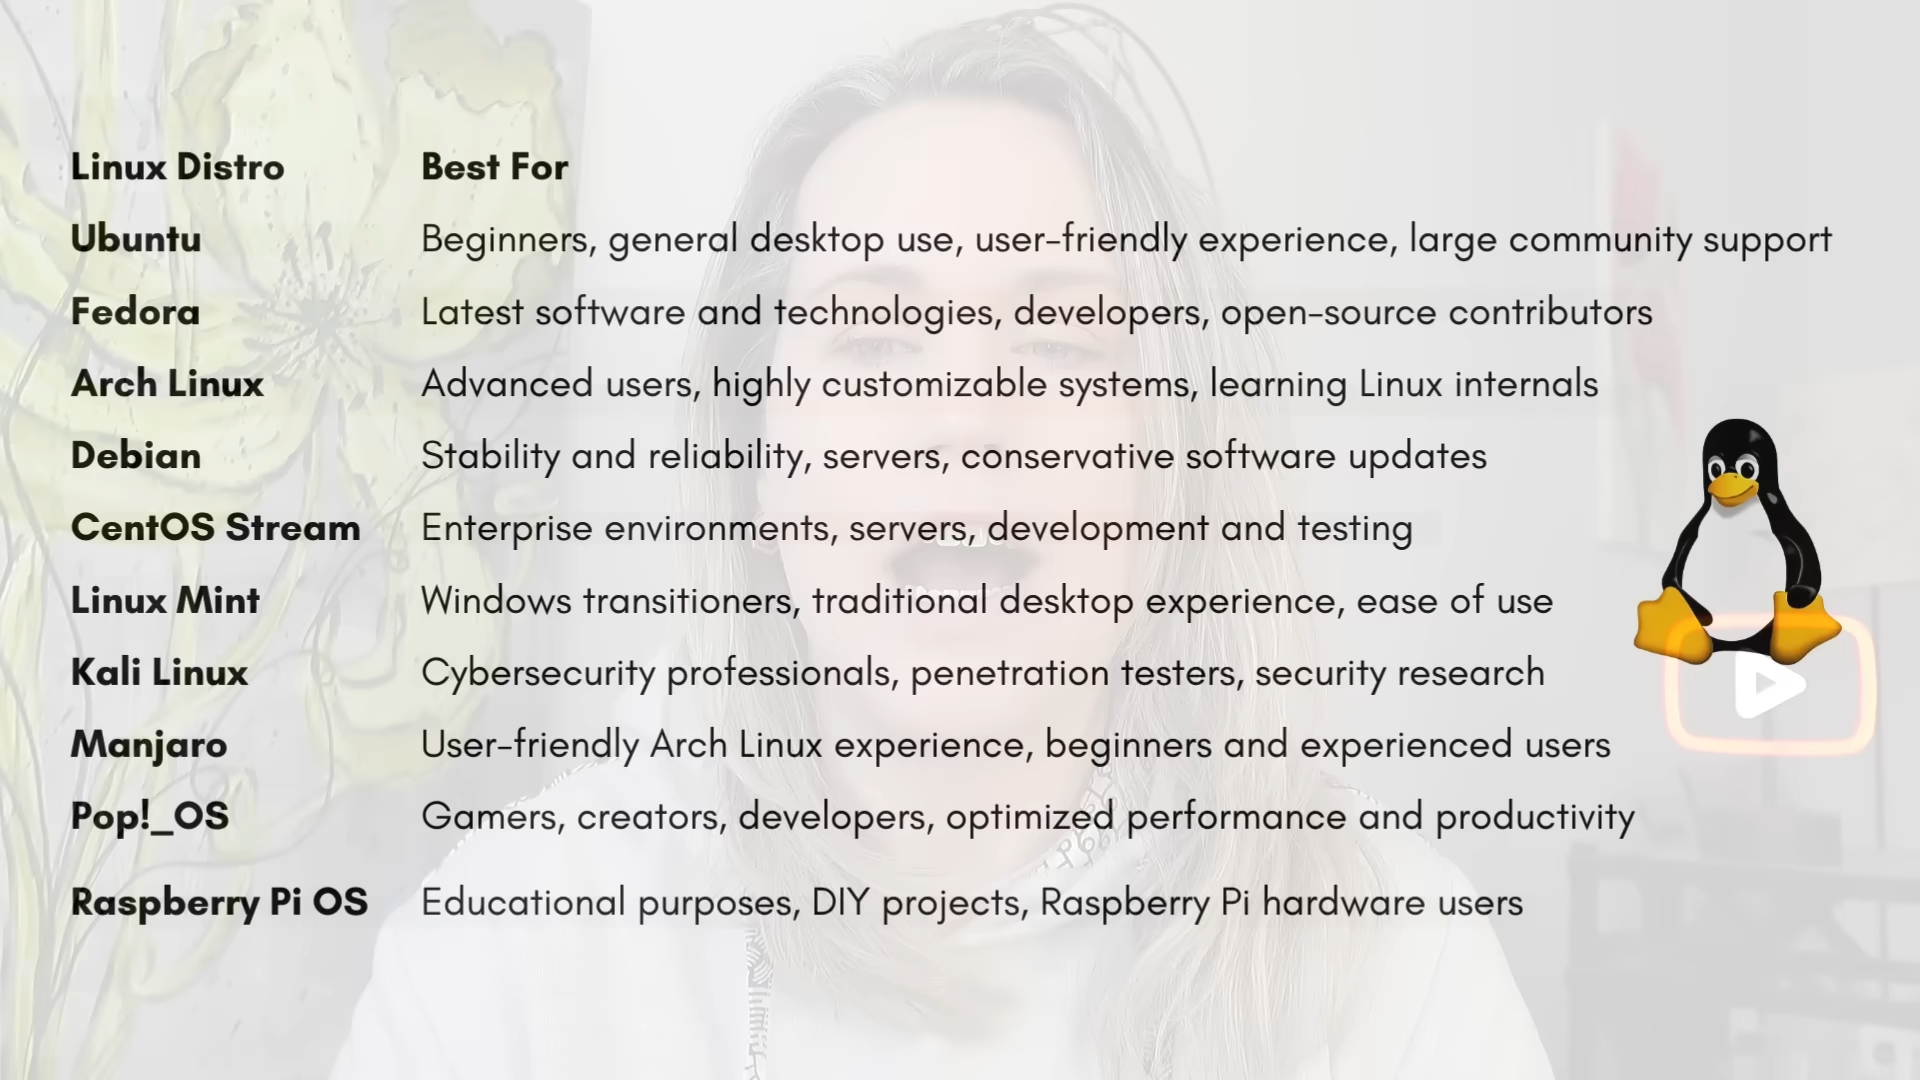 Linux Distro Best For
Ubuntu Beginners, general desktop use, user-friendly experience, large community support
Fedora Latest software and technologies, developers, open-source contributors
Arch Linux Advanced users, highly customizable systems, learning Linux internals
Debian Stability and reliability, servers, conservative software updates
CentOS Stream Enterprise environments, servers, development and testing
Linux Mint Windows transitioners, traditional desktop experience, ease of use
Kali Linux Cybersecurity professionals, penetration testers, security research
Manjaro User-friendly Arch Linux experience, beginners and experienced users
Pop!_OS Gamers, creators, developers, optimized performance and productivity
Raspberry Pi OS Educational purposes, DIY projects, Raspberry Pi hardware users